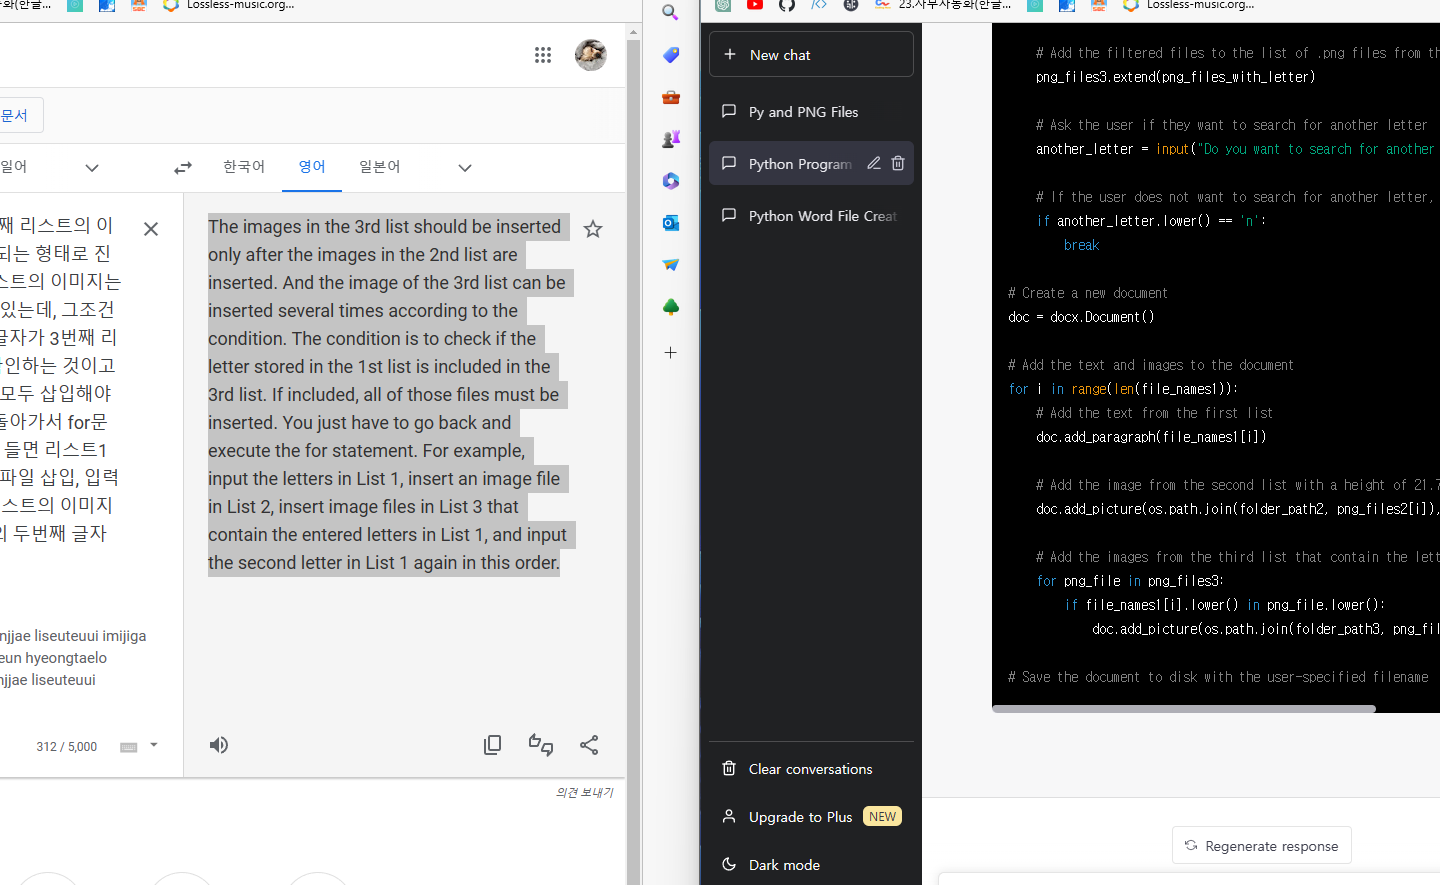 화(한글...
Lossless-music.org...
23.사무자동화(한글...
Lossless-music.org...
문서
일어
한국어
영어
일본어
째 리스트의 이
되는 형태로 진
스트의 이미지는
있는데, 그조건
글자가 3번째 리
확인하는 것이고
모두 삽입해야
돌아가서 for문
들면 리스트1
파일 삽입, 입력
스트의 이미지
의 두번째 글자
njjae liseuteuui imijiga
eun hyeongtaelo
njjae liseuteuui
312 / 5,000
The images in the 3rd list should be inserted
only after the images in the 2nd list are
inserted. And the image of the 3rd list can be
inserted several times according to the
condition. The condition is to check if the
letter stored in the 1st list is included in the
3rd list. If included, all of those files must be
inserted. You just have to go back and
execute the for statement. For example,
input the letters in List 1, insert an image file
in List 2, insert image files in List 3 that
contain the entered letters in List 1, and input
the second letter in List 1 again in this order.
의견 보내기
New chat
Py and PNG Files
Python Program
Python Word File Creat
Clear conversations
Upgrade to Plus NEW
Dark mode
# Add the filtered files to the list of .png files from th
png_files3.extend(png_files_with_letter)
# Ask the user if they want to search for another letter
another_letter = input("Do you want to search for another
# If the user does not want to search for another letter,
if another_letter.lower() == 'n':
break
# Create a new document
doc = docx.Document()
# Add the text and images to the document
for i in range(len(file_names1)):
# Add the text from the first list
doc.add_paragraph(file_names1[i])
# Add the image from the second list with a height of 21.7
doc.add_picture(os.path.join(folder_path2, png_files2[i]),
# Add the images from the third list that contain the lett
for png_file in png_files3:
if file_names1[i].lower() in png_file.lower():
doc.add_picture(os.path.join(folder_path3, png_fil
# Save the document to disk with the user-specified filename
Regenerate response